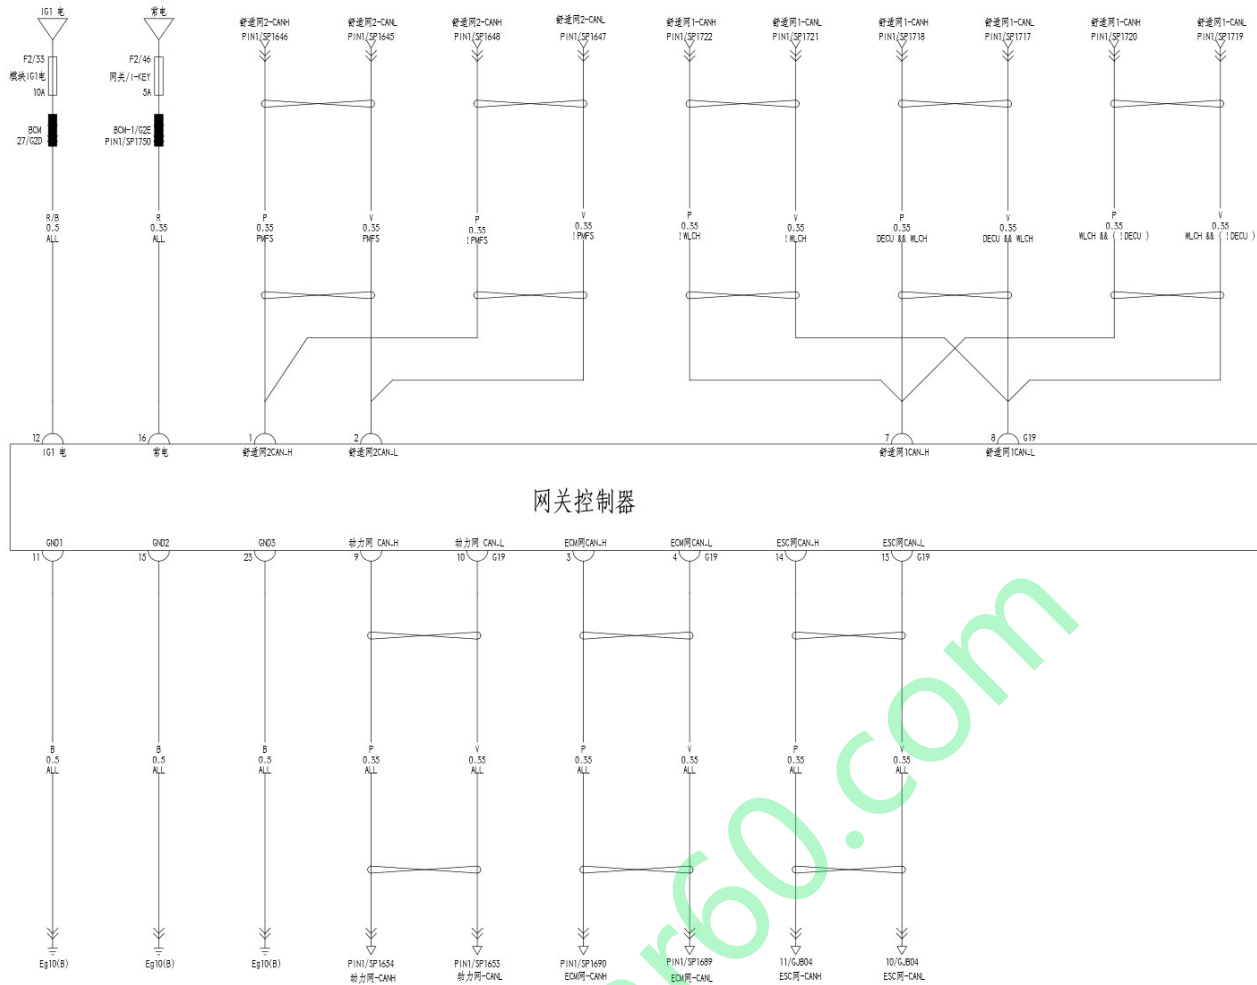 IG1 电
常电
舒适网2-CANH
舒适网2-CANL
舒适网2-CANH
舒适网2-CANL
舒适网1-CANH
舒适网1-CANL
舒适网1-CANH
舒适网1-CANL
舒适网1-CANH
舒适网1-CANL
PIN1/SP1646
PIN1/SP1645
PIN1/SP1648
PIN1/SP1647
PIN1/SP1722
PIN1/SP1721
PIN1/SP1718
PIN1/SP1717
PIN1/SP1720
PIN1/SP1719
F2/33
模块IG1电
10A
F2/46
网关/I-KEY
5A
BCM
27/G2D
BCM-1/G2E
PIN1/SP1750
R/B
0.5
ALL
R
0.35
ALL
P
0.35
PMFS
V
0.35
PMFS
P
0.35
!PMFS
V
0.35
!PMFS
P
0.35
!WLCH
V
0.35
!WLCH
P
0.35
DECU && WLCH
V
0.35
DECU && WLCH
P
0.35
WLCH && ( !DECU )
V
0.35
WLCH && ( !DECU )
12
16
1
2
7
8
G19
IG1 电
常电
舒适网2CAN_H
舒适网2CAN_L
舒适网1CAN_H
舒适网1CAN_L
网关控制器
GND1
GND2
GND3
动力网 CAN_H
动力网 CAN_L
ECM网CAN_H
ECM网CAN_L
ESC网CAN_H
ESC网CAN_L
11
15
23
9
10
G19
3
4
G19
14
13
G19
B
0.5
ALL
B
0.5
ALL
B
0.5
ALL
P
0.35
ALL
V
0.35
ALL
P
0.35
ALL
V
0.35
ALL
P
0.35
ALL
V
0.35
ALL
Eg10(B)
Eg10(B)
Eg10(B)
PIN1/SP1654
动力网-CANH
PIN1/SP1653
动力网-CANL
PIN1/SP1690
ECM网-CANH
PIN1/SP1689
ECM网-CANL
11/GJB04
ESC网-CANH
10/GJB04
ESC网-CANL
r60.com